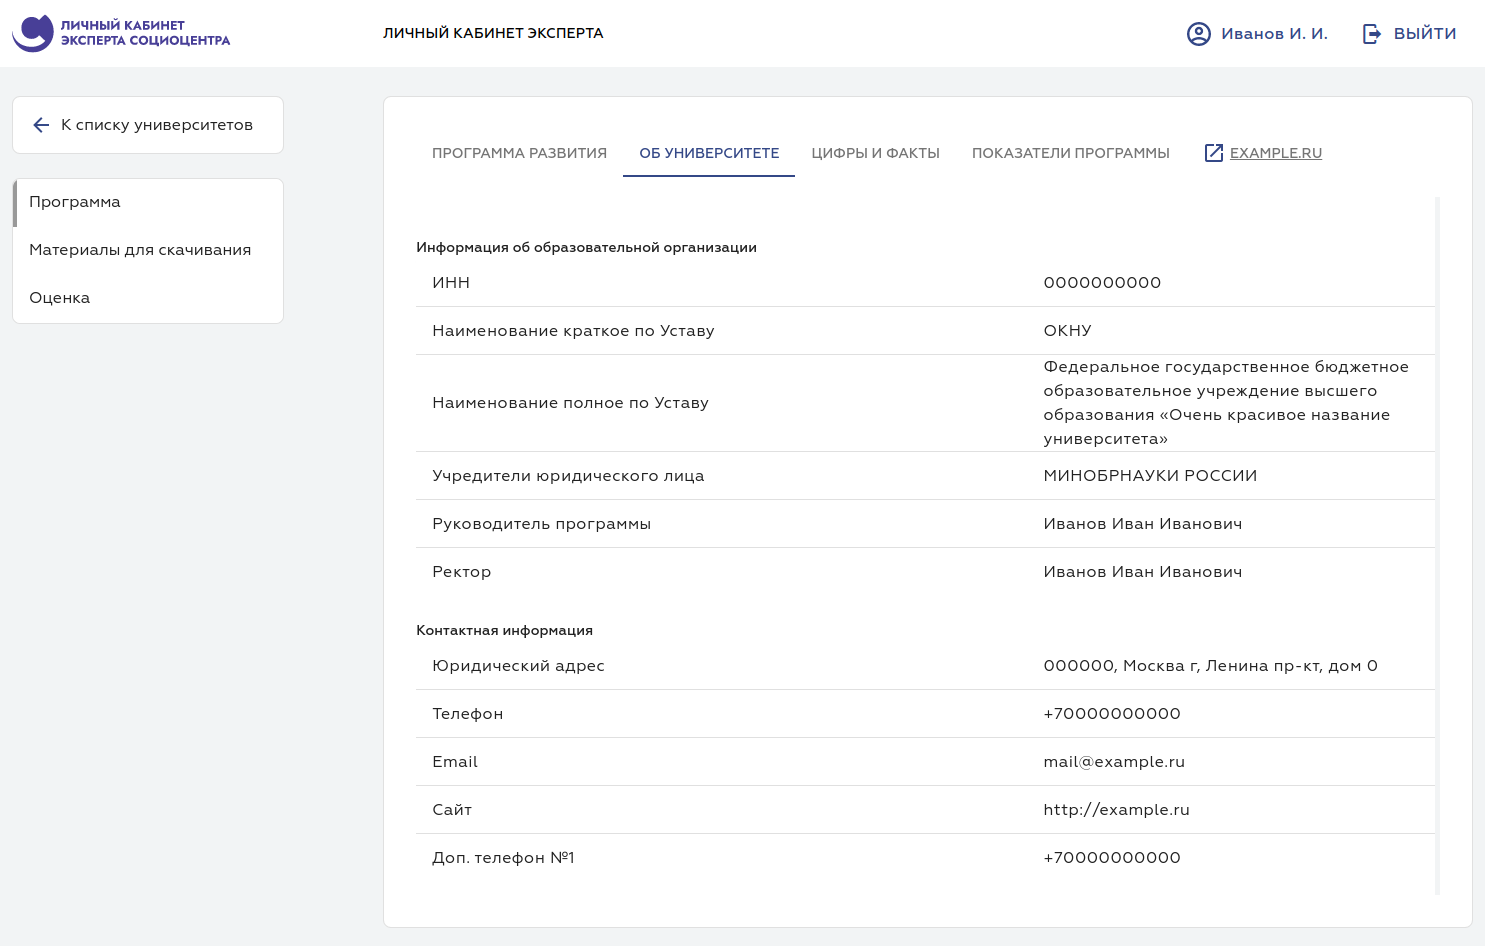 ЛИЧНЫЙ КАБИНЕТ
ЭКСПЕРТА СОЦИОЦЕНТРА
ЛИЧНЫЙ КАБИНЕТ ЭКСПЕРТА
Иванов И. И.
ВЫЙТИ
К списку университетов
Программа
Материалы для скачивания
Оценка
ПРОГРАММА РАЗВИТИЯ
ОБ УНИВЕРСИТЕТЕ
ЦИФРЫ И ФАКТЫ
ПОКАЗАТЕЛИ ПРОГРАММЫ
EXAMPLE.RU
Информация об образовательной организации
ИНН
0000000000
Наименование краткое по Уставу
ОКНУ
Наименование полное по Уставу
Федеральное государственное бюджетное
образовательное учреждение высшего
образования «Очень красивое название
университета»
Учредители юридического лица
МИНОБРНАУКИ РОССИИ
Руководитель программы
Иванов Иван Иванович
Ректор
Иванов Иван Иванович
Контактная информация
Юридический адрес
000000, Москва г, Ленина пр-кт, дом 0
Телефон
+70000000000
Email
mail@example.ru
Сайт
http://example.ru
Доп. телефон №1
+70000000000